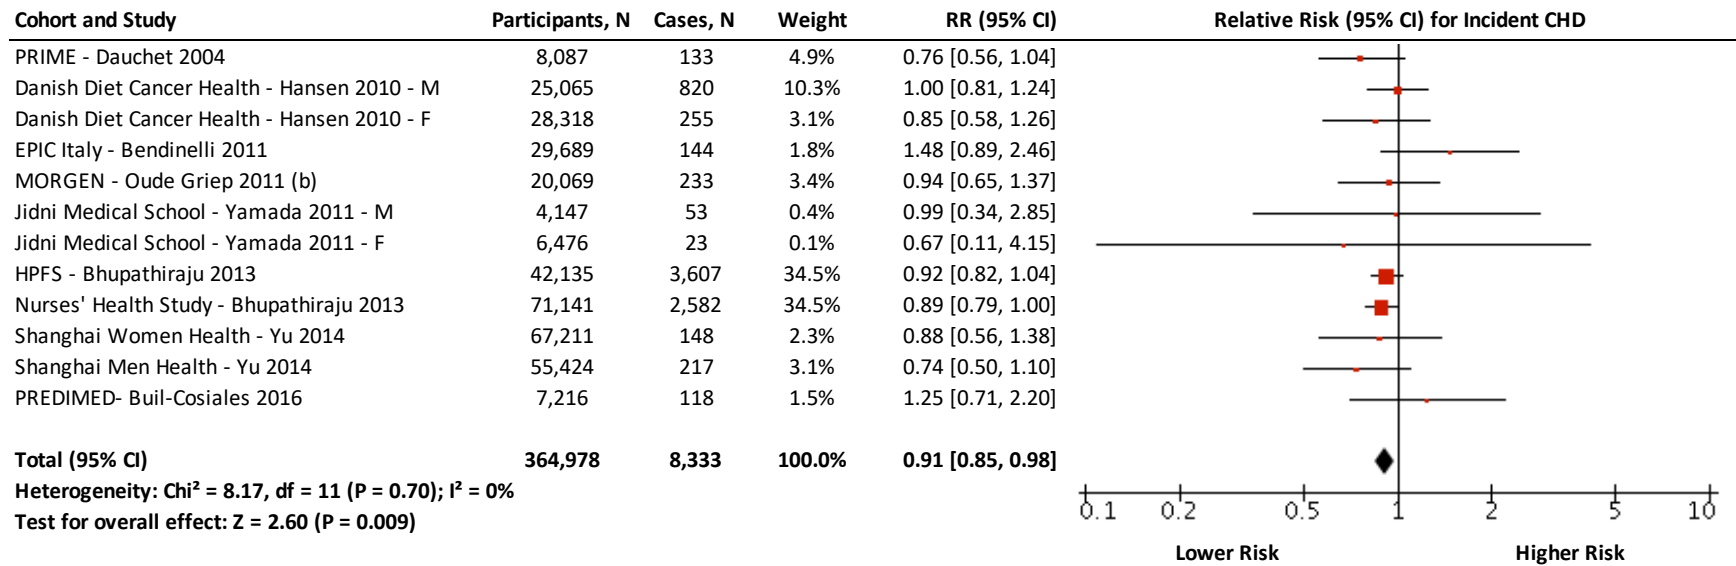 Cohort and Study Participants, N Cases, N Weight RR (95% CI) Relative Risk (95% CI) for Incident CHD
PRIME - Dauchet 2004 8,087 133 4.9% 0.76 [0.56, 1.04]
Danish Diet Cancer Health - Hansen 2010 - M 25,065 820 10.3% 1.00 [0.81, 1.24]
Danish Diet Cancer Health - Hansen 2010 - F 28,318 255 3.1% 0.85 [0.58, 1.26]
EPIC Italy - Bendinelli 2011 29,689 144 1.8% 1.48 [0.89, 2.46]
MORGEN - Oude Griep 2011 (b) 20,069 233 3.4% 0.94 [0.65, 1.37]
Jidni Medical School - Yamada 2011 - M 4,147 53 0.4% 0.99 [0.34, 2.85]
Jidni Medical School - Yamada 2011 - F 6,476 23 0.1% 0.67 [0.11, 4.15]
HPFS - Bhupathiraju 2013 42,135 3,607 34.5% 0.92 [0.82, 1.04]
Nurses' Health Study - Bhupathiraju 2013 71,141 2,582 34.5% 0.89 [0.79, 1.00]
Shanghai Women Health - Yu 2014 67,211 148 2.3% 0.88 [0.56, 1.38]
Shanghai Men Health - Yu 2014 55,424 217 3.1% 0.74 [0.50, 1.10]
PREDIMED- Buil-Cosiales 2016 7,216 118 1.5% 1.25 [0.71, 2.20]
Total (95% CI) 364,978 8,333 100.0% 0.91 [0.85, 0.98]
Heterogeneity: Chi² = 8.17, df = 11 (P = 0.70); I² = 0%
Test for overall effect: Z = 2.60 (P = 0.009)
0.1 0.2 0.5 1 2 5 10
Lower Risk Higher Risk